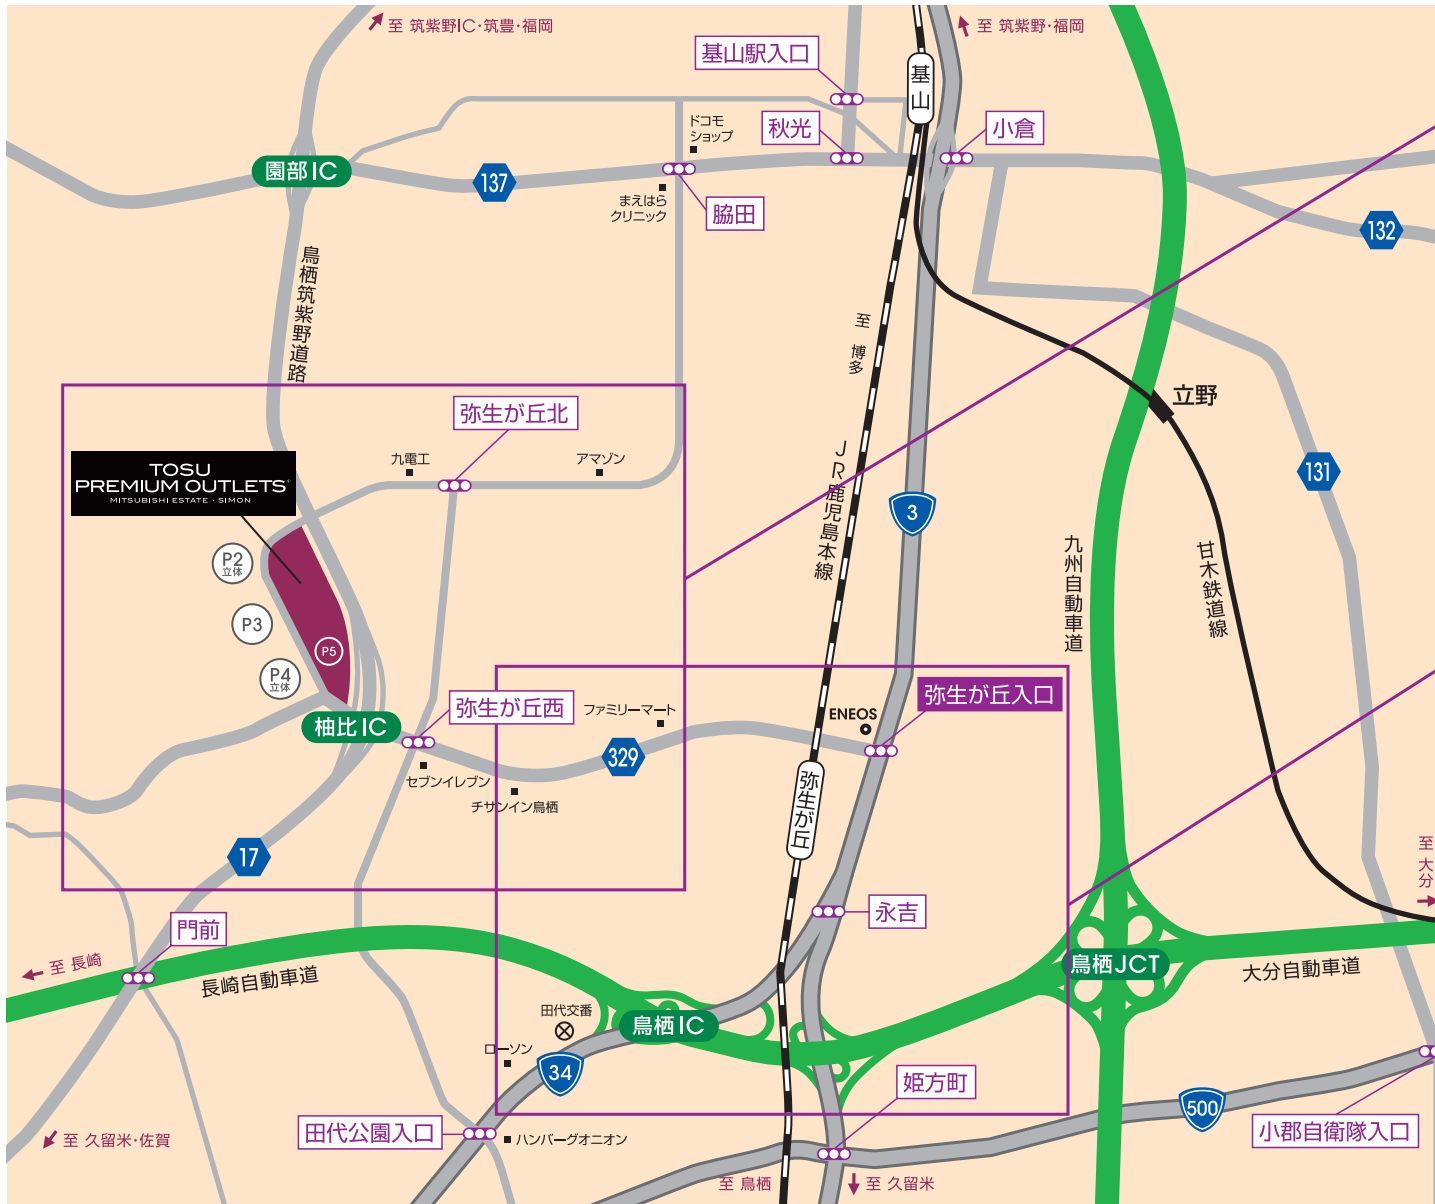 至 筑紫野IC・筑豊・福岡
至 筑紫野・福岡
基山駅入口
基山
ドコモ
ショップ
秋光
小倉
園部IC
137
まえはら
クリニック
脇田
132
鳥栖筑紫野道路
至 博多
立野
弥生が丘北
九電工
アマゾン
JR鹿児島本線
131
TOSU
PREMIUM OUTLETS®
MITSUBISHI ESTATE・SIMON
3
九州自動車道
甘木鉄道線
P2
立体
P3
P5
P4
立体
弥生が丘入口
弥生が丘西
ファミリーマート
ENEOS
柚比IC
329
セブンイレブン
チサンイン鳥栖
弥生が丘
17
至 大分
門前
永吉
至 長崎
長崎自動車道
鳥栖JCT
大分自動車道
田代交番
鳥栖IC
ローソン
34
姫方町
500
田代公園入口
ハンバーグオニオン
小郡自衛隊入口
至 久留米・佐賀
至 鳥栖
至 久留米